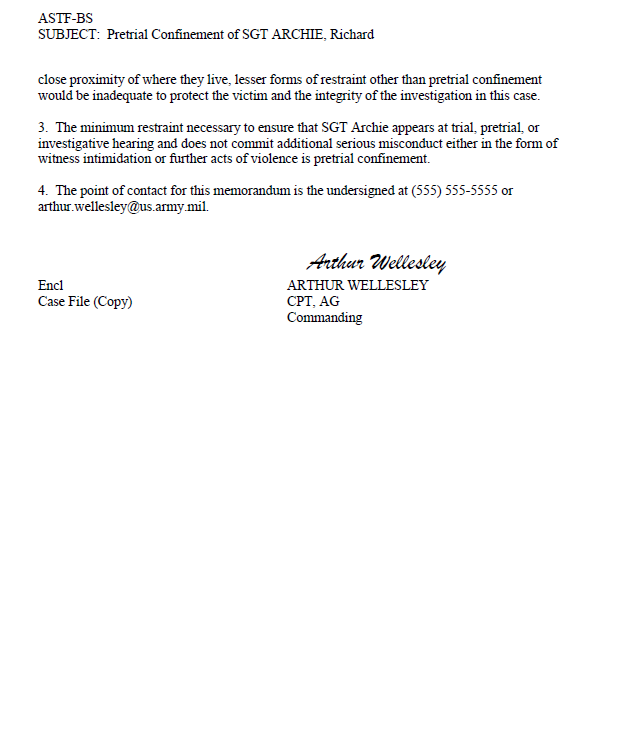 ASTF-BS
SUBJECT:  Pretrial Confinement of SGT ARCHIE, Richard
close proximity of where they live, lesser forms of restraint other than pretrial confinement
would be inadequate to protect the victim and the integrity of the investigation in this case.
3.  The minimum restraint necessary to ensure that SGT Archie appears at trial, pretrial, or
investigative hearing and does not commit additional serious misconduct either in the form of
witness intimidation or further acts of violence is pretrial confinement.
4.  The point of contact for this memorandum is the undersigned at (555) 555-5555 or
arthur.wellesley@us.army.mil.
Arthur Wellesley
Encl
ARTHUR WELLESLEY
Case File (Copy)
CPT, AG
Commanding